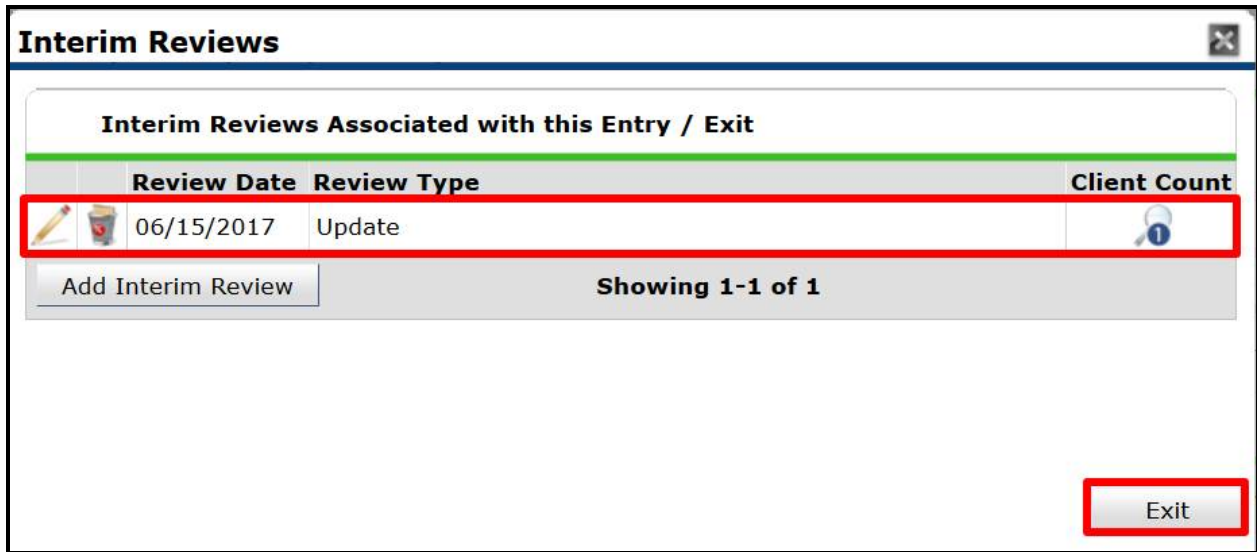 Interim Reviews
Interim Reviews Associated with this Entry / Exit
Review Date Review Type Client Count
06/15/2017 Update 1
Add Interim Review Showing 1-1 of 1
Exit